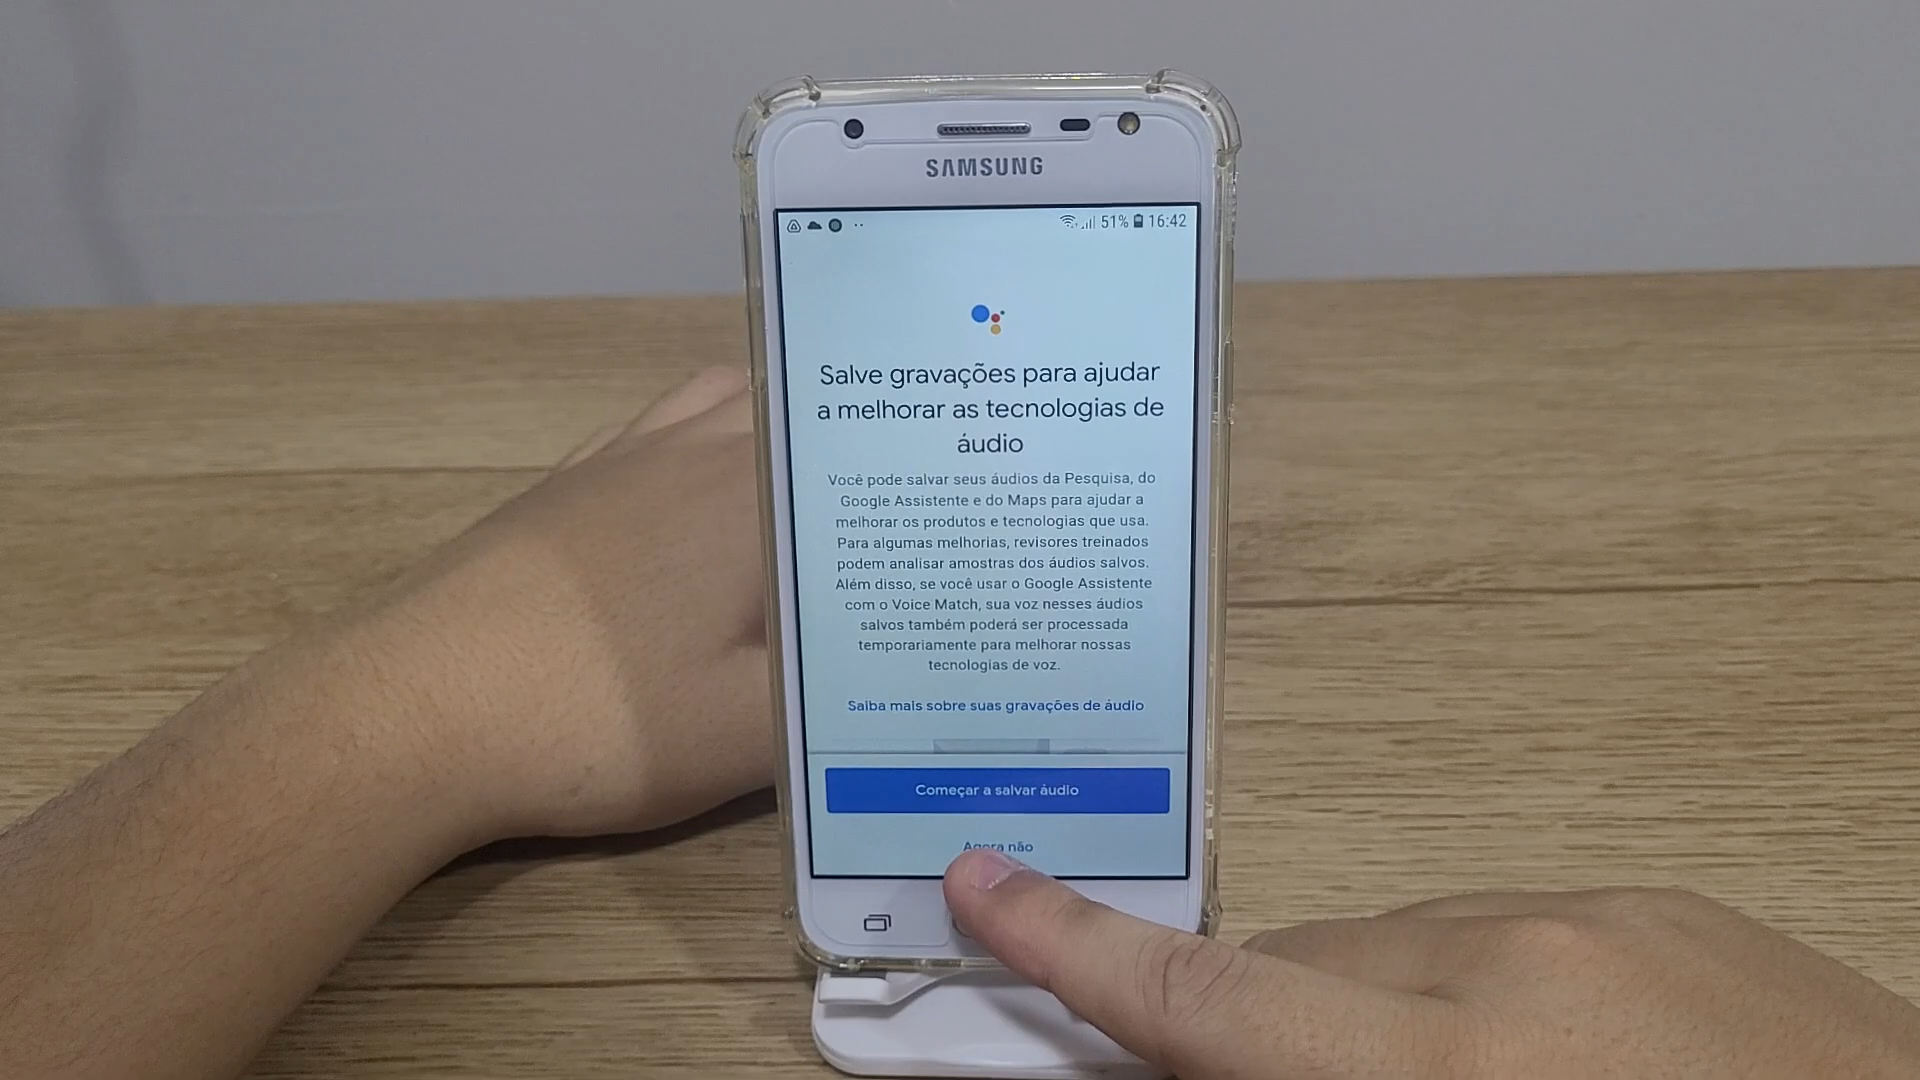 SAMSUNG
51% 16:42
Salve gravações para ajudar
a melhorar as tecnologias de
áudio
Você pode salvar seus áudios da Pesquisa, do
Google Assistente e do Maps para ajudar a
melhorar os produtos e tecnologias que usa.
Para algumas melhorias, revisores treinados
podem analisar amostras dos áudios salvos.
Além disso, se você usar o Google Assistente
com o Voice Match, sua voz nesses áudios
salvos também poderá ser processada
temporariamente para melhorar nossas
tecnologias de voz.
Saiba mais sobre suas gravações de áudio
Começar a salvar áudio
Agora não